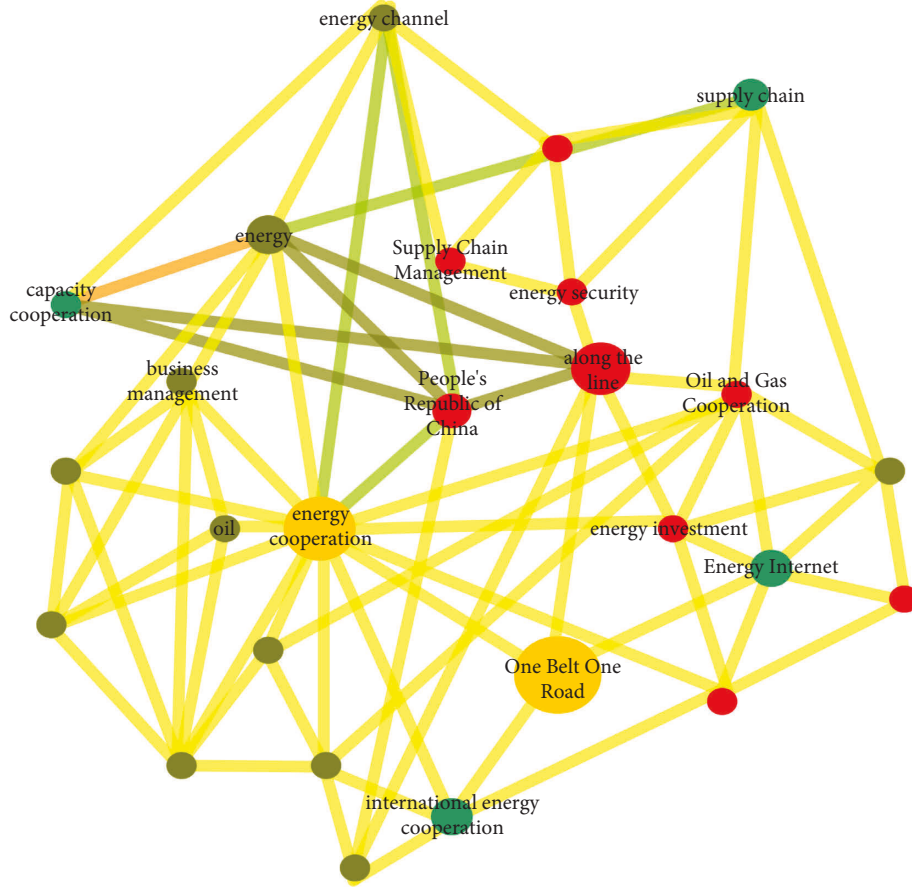 energy channel
supply chain
energy
Supply Chain
Management
capacity
cooperation
energy security
business
management
People's
Republic of
China
along the
line
Oil and Gas
Cooperation
energy
cooperation
oil
energy investment
Energy Internet
One Belt One
Road
international energy
cooperation